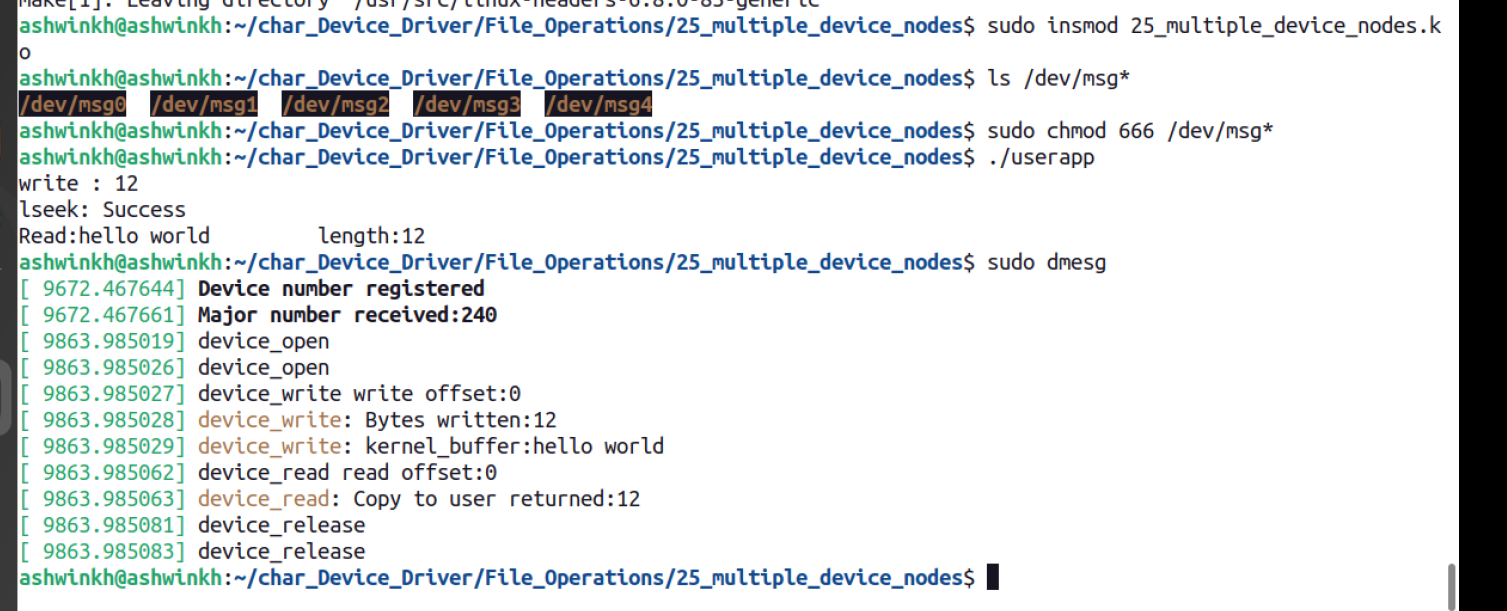 make[1]: Leaving directory '/usr/src/linux-headers-6.8.0-85-generic'
ashwinkh@ashwinkh:~/char_Device_Driver/File_Operations/25_multiple_device_nodes$ sudo insmod 25_multiple_device_nodes.k
o
ashwinkh@ashwinkh:~/char_Device_Driver/File_Operations/25_multiple_device_nodes$ ls /dev/msg*
/dev/msg0  /dev/msg1  /dev/msg2  /dev/msg3  /dev/msg4
ashwinkh@ashwinkh:~/char_Device_Driver/File_Operations/25_multiple_device_nodes$ sudo chmod 666 /dev/msg*
ashwinkh@ashwinkh:~/char_Device_Driver/File_Operations/25_multiple_device_nodes$ ./userapp
write : 12
lseek: Success
Read:hello world         length:12
ashwinkh@ashwinkh:~/char_Device_Driver/File_Operations/25_multiple_device_nodes$ sudo dmesg
[ 9672.467644] Device number registered
[ 9672.467661] Major number received:240
[ 9863.985019] device_open
[ 9863.985026] device_open
[ 9863.985027] device_write write offset:0
[ 9863.985028] device_write: Bytes written:12
[ 9863.985029] device_write: kernel_buffer:hello world
[ 9863.985062] device_read read offset:0
[ 9863.985063] device_read: Copy to user returned:12
[ 9863.985081] device_release
[ 9863.985083] device_release
ashwinkh@ashwinkh:~/char_Device_Driver/File_Operations/25_multiple_device_nodes$